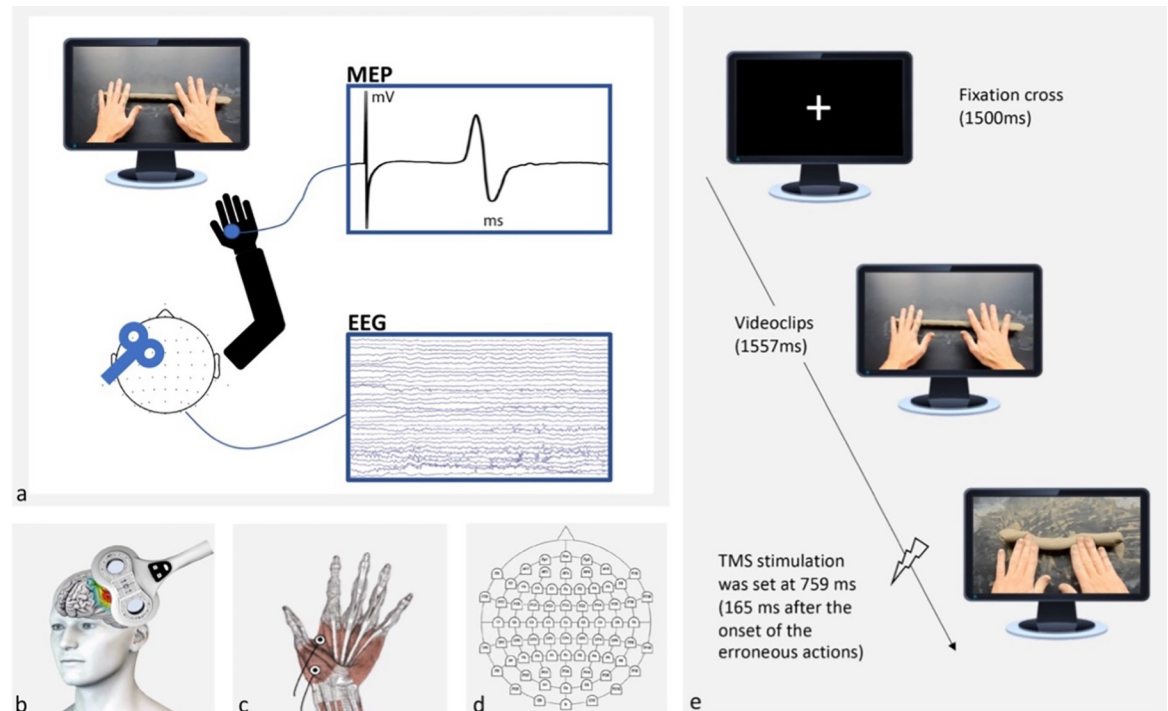 MEP
mV
ms
EEG
a
b
c
d
Fixation cross
(1500ms)
Videoclips
(1557ms)
TMS stimulation
was set at 759 ms
(165 ms after the
onset of the
erroneous actions)
e